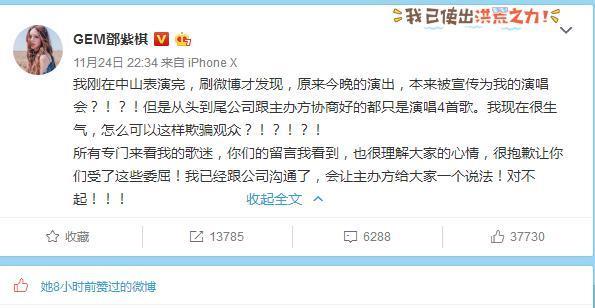 我已使出洪荒之力!
GEM鄧紫棋 V
11月24日 22:34 来自 iPhone X
我刚在中山表演完，刷微博才发现，原来今晚的演出，本来被宣传为我的演唱
会？！？！但是从头到尾公司跟主办方协商好的都只是演唱4首歌。我现在很生
气，怎么可以这样欺骗观众？！？！？！
所有专门来看我的歌迷，你们的留言我看到，也很理解大家的心情，很抱歉让你
们受了这些委屈！我已经跟公司沟通了，会让主办方给大家一个说法！对不
起！！！ 收起全文
收藏 13785 6288 37730
她8小时前赞过的微博